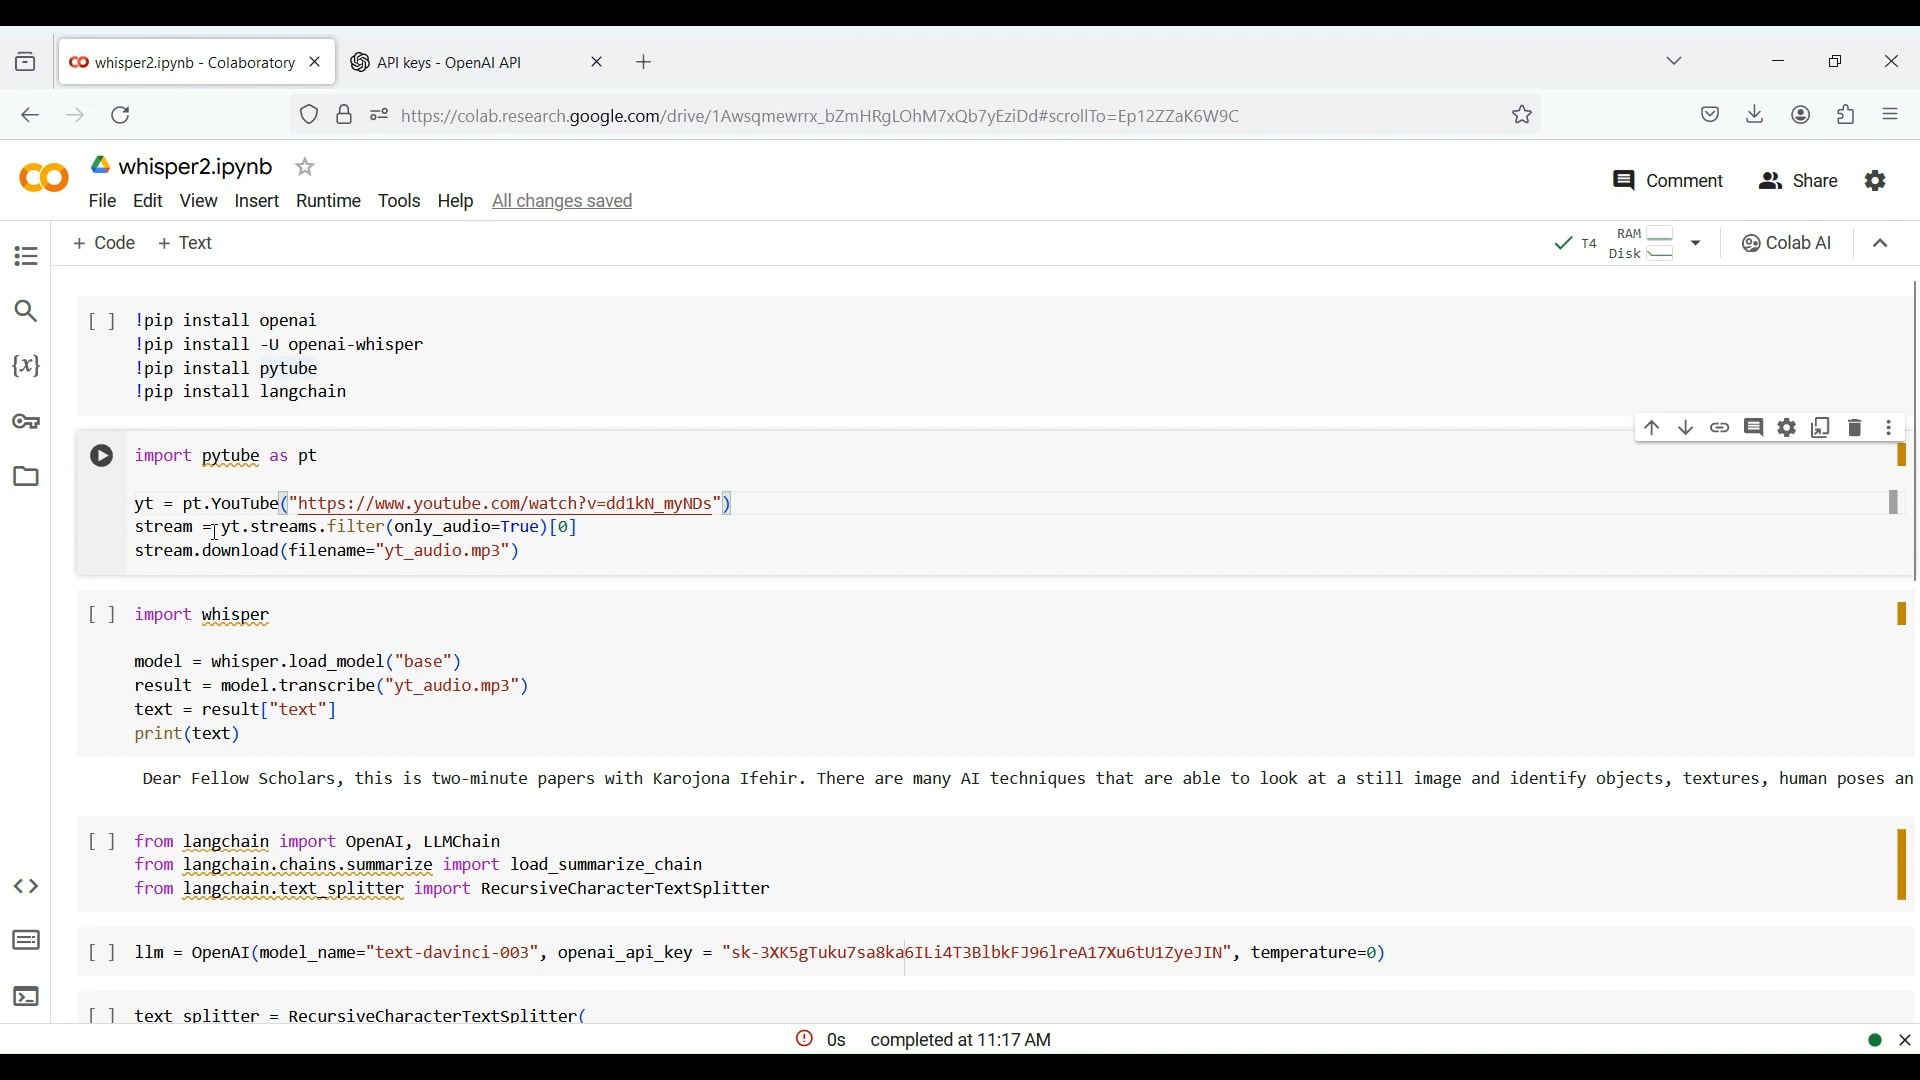 whisper2.ipynb - Colaboratory
API keys - OpenAI API
https://colab.research.google.com/drive/1Awsqmewrrx_bZmHRgLOhM7xQb7yEziDd#scrollTo=Ep12ZZaK6W9C
whisper2.ipynb
Comment
Share
File Edit View Insert Runtime Tools Help All changes saved
+ Code + Text
T4
RAM
Disk
Colab AI
[ ] !pip install openai
!pip install -U openai-whisper
!pip install pytube
!pip install langchain
import pytube as pt
yt = pt.YouTube("https://www.youtube.com/watch?v=dd1kN_myNDs")
stream = yt.streams.filter(only_audio=True)[0]
stream.download(filename="yt_audio.mp3")
[ ] import whisper
model = whisper.load_model("base")
result = model.transcribe("yt_audio.mp3")
text = result["text"]
print(text)
Dear Fellow Scholars, this is two-minute papers with Karojona Ifehir. There are many AI techniques that are able to look at a still image and identify objects, textures, human poses an
[ ] from langchain import OpenAI, LLMChain
from langchain.chains.summarize import load_summarize_chain
from langchain.text_splitter import RecursiveCharacterTextSplitter
[ ] llm = OpenAI(model_name="text-davinci-003", openai_api_key = "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", temperature=0)
[ ] text_splitter = RecursiveCharacterTextSplitter(
0s completed at 11:17 AM